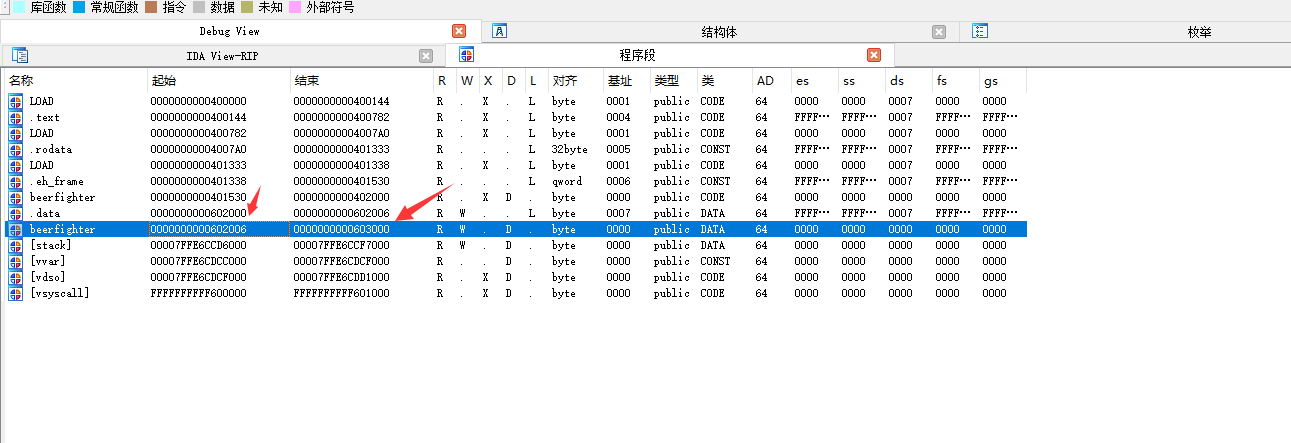 库函数 常规函数 指令 数据 未知 外部符号
Debug View 结构体 枚举
IDA View-RIP 程序段
名称 起始 结束 R W X D L 对齐 基址 类型 类 AD es ss ds fs gs
LOAD 0000000000400000 0000000000400144 R . X . L byte 0001 public CODE 64 0000 0000 0007 0000 0000
.text 0000000000400144 0000000000400782 R . X . L byte 0004 public CODE 64 FFFF… FFFF… 0007 FFFF… FFFF…
LOAD 0000000000400782 00000000004007A0 R . X . L byte 0001 public CODE 64 0000 0000 0007 0000 0000
.rodata 00000000004007A0 0000000000401333 R . . . L 32byte 0005 public CONST 64 FFFF… FFFF… 0007 FFFF… FFFF…
LOAD 0000000000401333 0000000000401338 R . X . L byte 0001 public CODE 64 0000 0000 0007 0000 0000
.eh_frame 0000000000401338 0000000000401530 R . . . L qword 0006 public CONST 64 FFFF… FFFF… 0007 FFFF… FFFF…
beerfighter 0000000000401530 0000000000402000 R . X D . byte 0000 public CODE 64 0000 0000 0000 0000 0000
.data 0000000000602000 0000000000602006 R W . . L byte 0007 public DATA 64 FFFF… FFFF… 0007 FFFF… FFFF…
beerfighter 0000000000602006 0000000000603000 R W . D . byte 0000 public DATA 64 0000 0000 0000 0000 0000
[stack] 00007FFE6CCD6000 00007FFE6CCF7000 R W . D . byte 0000 public DATA 64 0000 0000 0000 0000 0000
[vvar] 00007FFE6CDCC000 00007FFE6CDCF000 R . . D . byte 0000 public CONST 64 0000 0000 0000 0000 0000
[vdso] 00007FFE6CDCF000 00007FFE6CDD1000 R . X D . byte 0000 public CODE 64 0000 0000 0000 0000 0000
[vsyscall] FFFFFFFFFF600000 FFFFFFFFFF601000 R . X D . byte 0000 public CODE 64 0000 0000 0000 0000 0000